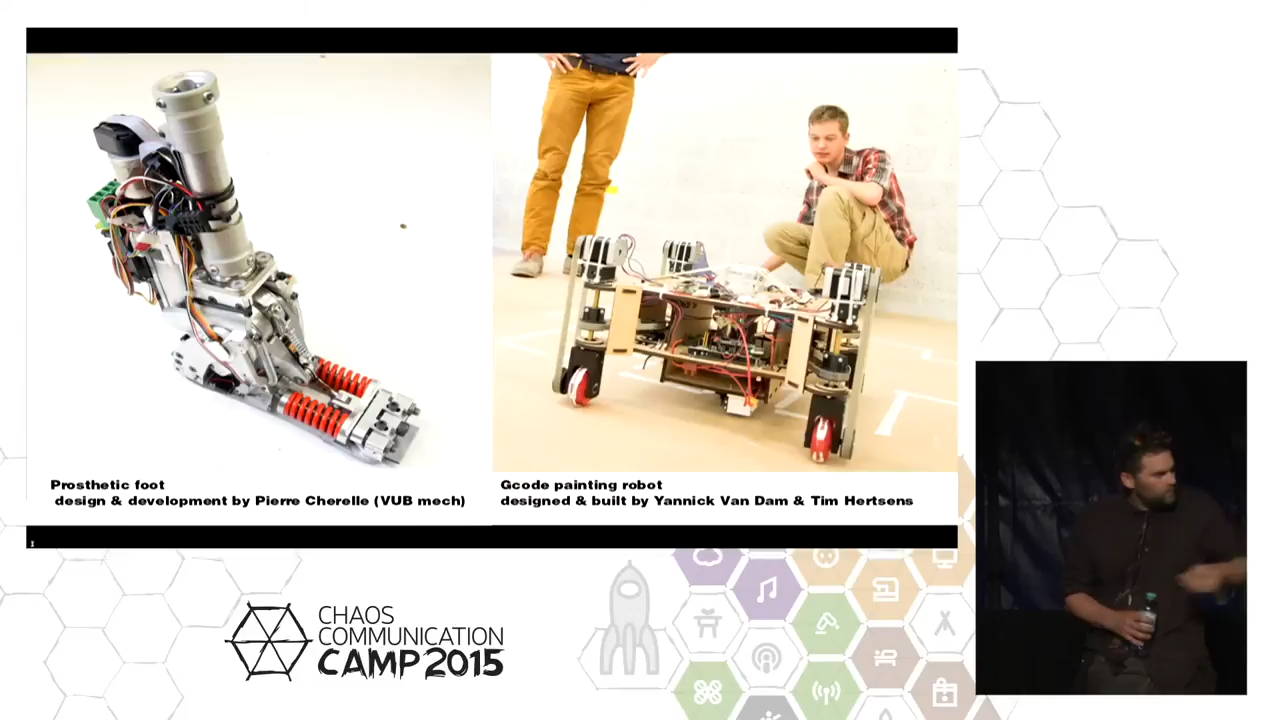 Prosthetic foot
design & development by Pierre Cherelle (VUB mech)
Gcode painting robot
designed & built by Yannick Van Dam & Tim Hertsens
CHAOS
COMMUNICATION
CAMP 2015